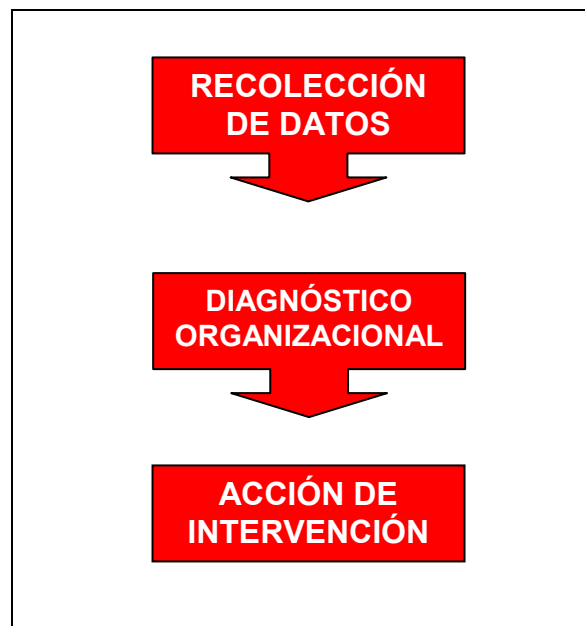 RECOLECCIÓN
DE DATOS
DIAGNÓSTICO
ORGANIZACIONAL
ACCIÓN DE
INTERVENCIÓN